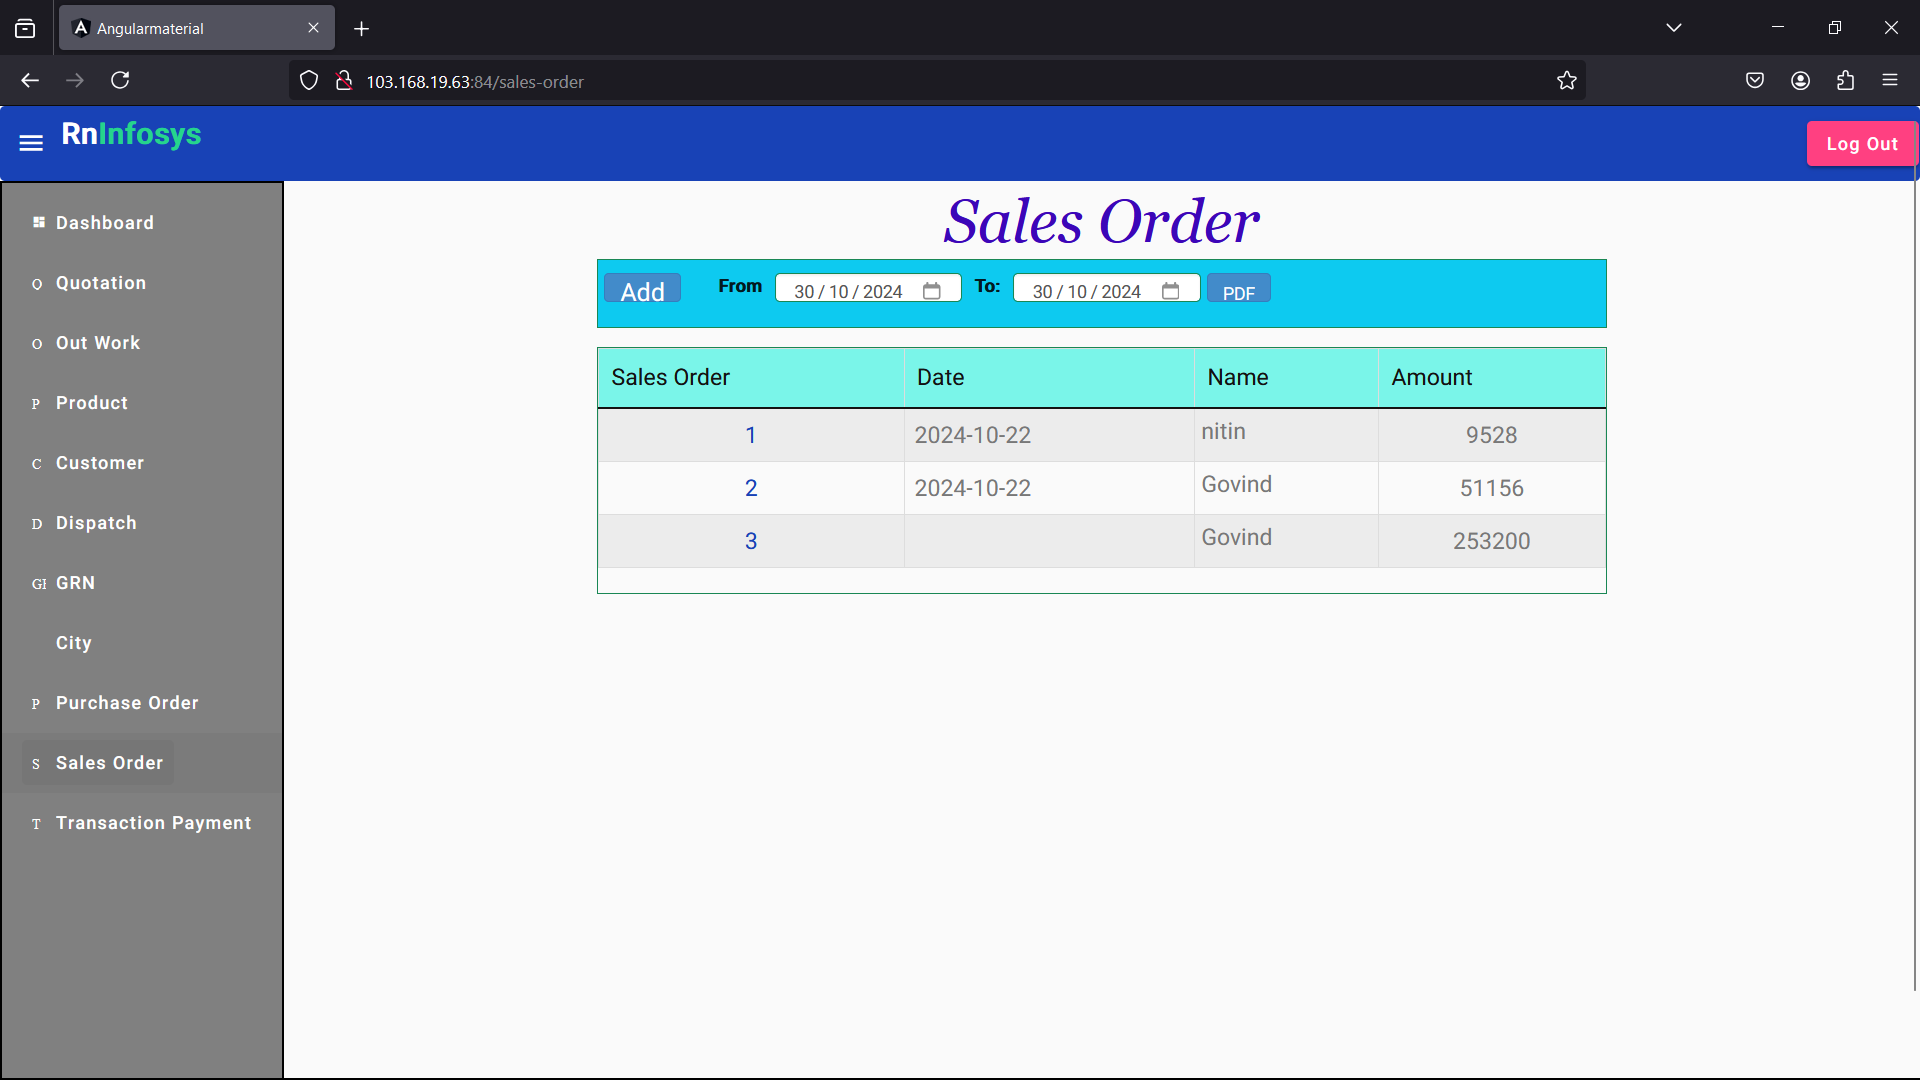 Angularmaterial
103.168.19.63:84/sales-order
RnInfosys
Log Out
Dashboard
Q Quotation
O Out Work
P Product
C Customer
D Dispatch
GRN
City
P Purchase Order
S Sales Order
T Transaction Payment
Sales Order
Add From 30/10/2024 To: 30/10/2024 PDF
Sales Order Date Name Amount
1 2024-10-22 nitin 9528
2 2024-10-22 Govind 51156
3 Govind 253200